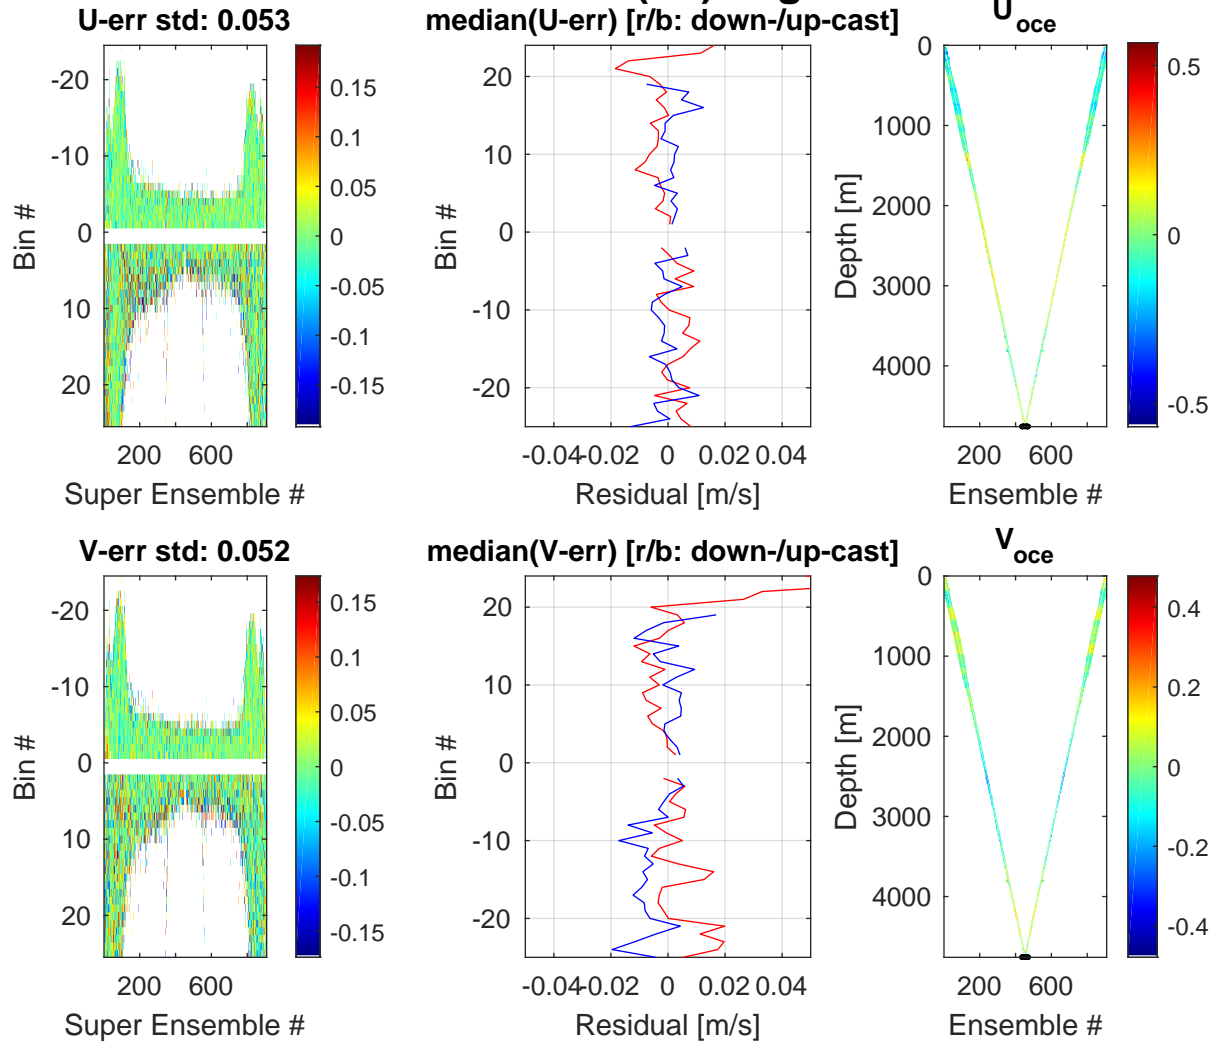 U-err std: 0.053
median(U-err) [r/b: down-/up-cast]
U oce
-20
-10
0
10
20
Bin #
200 600
Super Ensemble #
0.15
0.1
0.05
0
-0.05
-0.1
-0.15
20
10
0
-10
-20
Bin #
-0.04 -0.02 0 0.02 0.04
Residual [m/s]
0
1000
2000
3000
4000
Depth [m]
200 600
Ensemble #
0.5
0
-0.5
V-err std: 0.052
median(V-err) [r/b: down-/up-cast]
V oce
-20
-10
0
10
20
Bin #
200 600
Super Ensemble #
0.15
0.1
0.05
0
-0.05
-0.1
-0.15
20
10
0
-10
-20
Bin #
-0.04 -0.02 0 0.02 0.04
Residual [m/s]
0
1000
2000
3000
4000
Depth [m]
200 600
Ensemble #
0.4
0.2
0
-0.2
-0.4